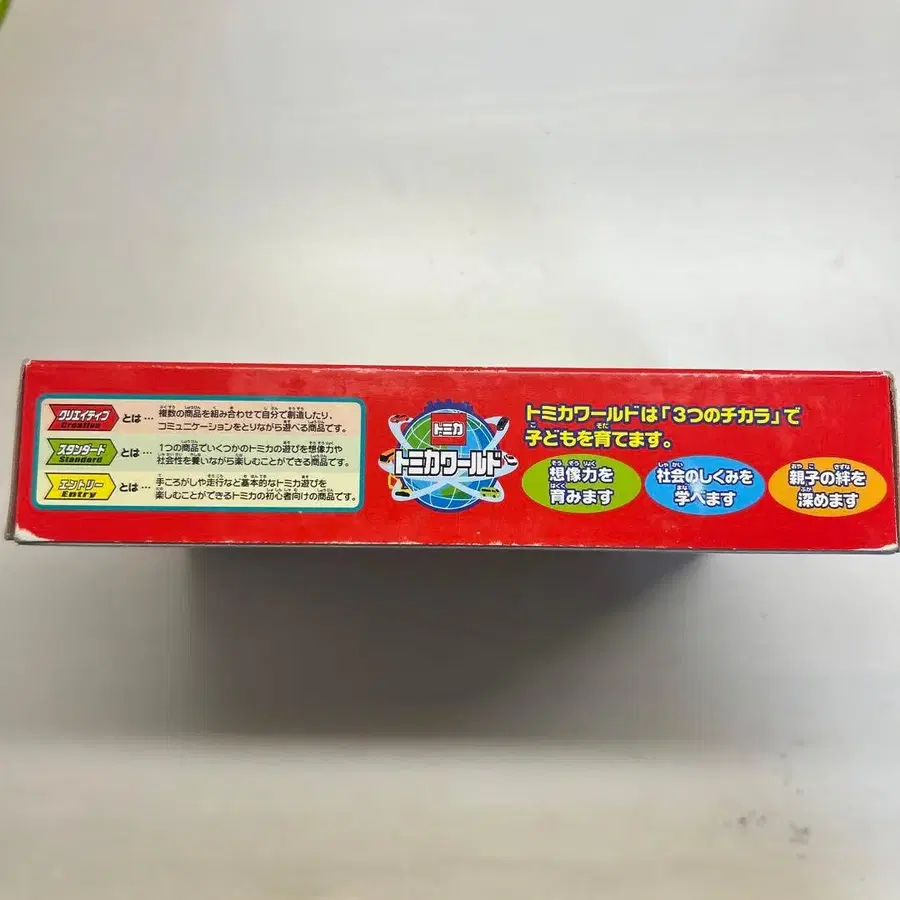 クリエイティブ
Creative
とは…
複数の商品を組み合わせて自分で創造したり、
コミュニケーションをとりながら遊べる商品です。
スタンダード
Standard
とは…
1つの商品でいくつかのトミカの遊びを想像力や
社会性を養いながら楽しむことができる商品です。
エントリー
Entry
とは…
手ころがしや走行など基本的なトミカ遊びを
楽しむことができるトミカの初心者向けの商品です。
トミカ
トミカワールド
トミカワールドは「3つのチカラ」で
子どもを育てます。
想像力を
育みます
社会のしくみを
学べます
親子の絆を
深めます